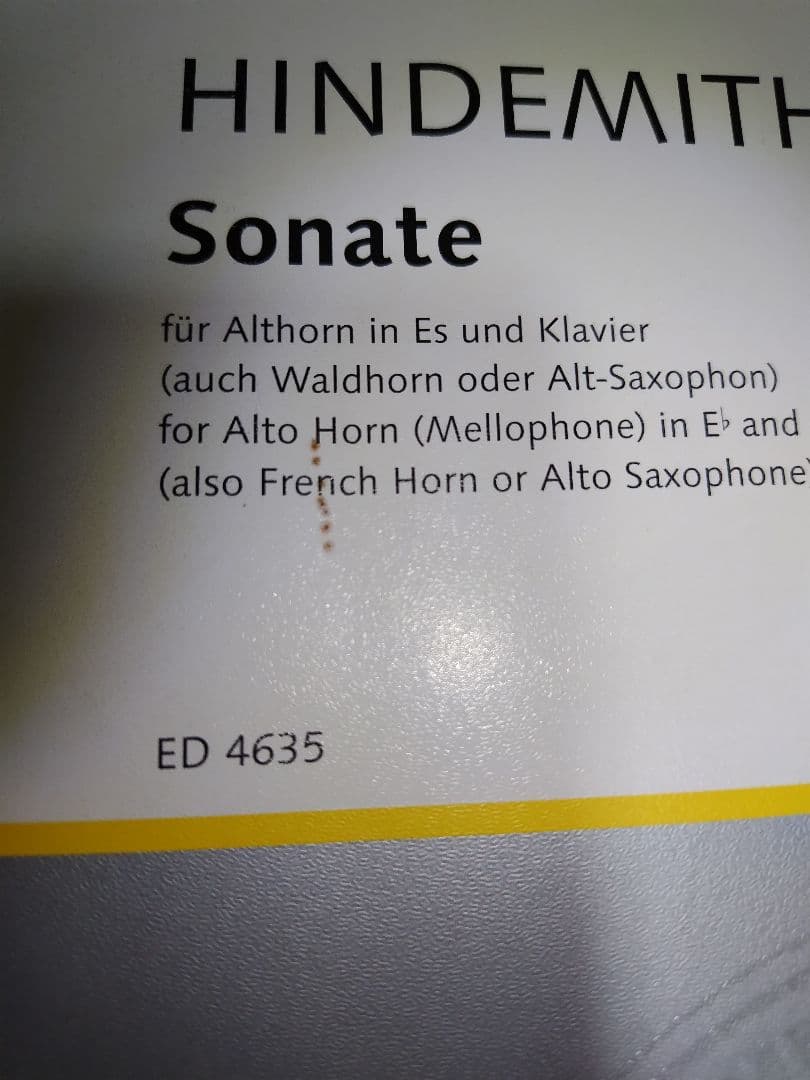 HINDEMITH
Sonate
für Althorn in Es und Klavier
(auch Waldhorn oder Alt-Saxophon)
for Alto Horn (Mellophone) in E♭ and
(also French Horn or Alto Saxophone)
ED 4635